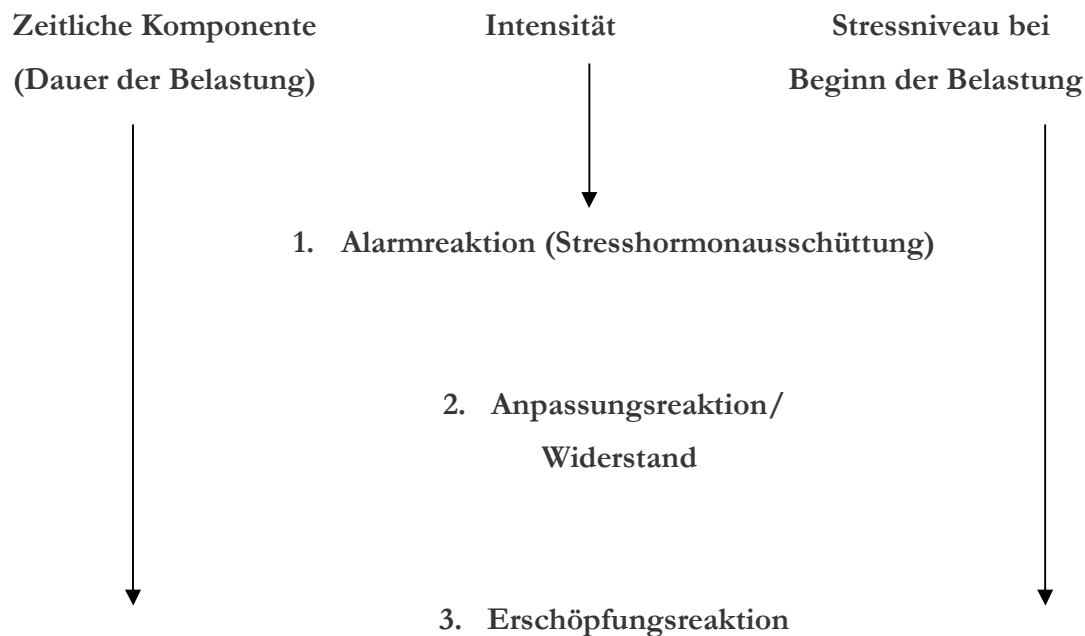 Zeitliche Komponente
(Dauer der Belastung)
Intensität
Stressniveau bei
Beginn der Belastung
1. Alarmreaktion (Stresshormonausschüttung)
2. Anpassungsreaktion/
Widerstand
3. Erschöpfungsreaktion